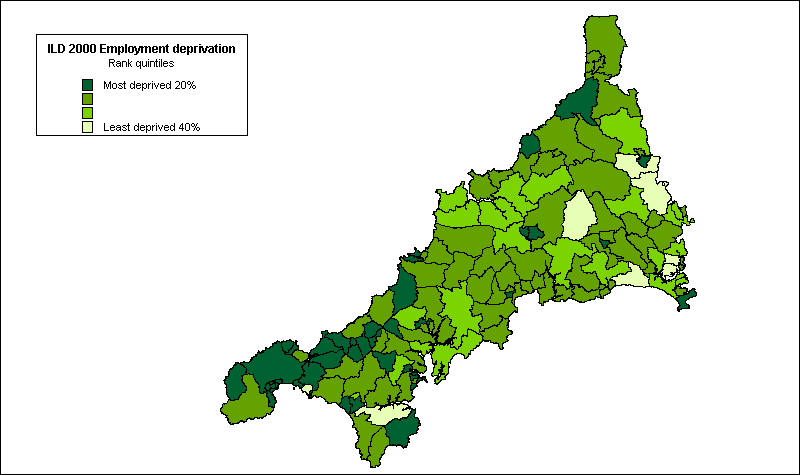 ILD 2000 Employment deprivation
Rank quintiles
Most deprived 20%
Least deprived 40%